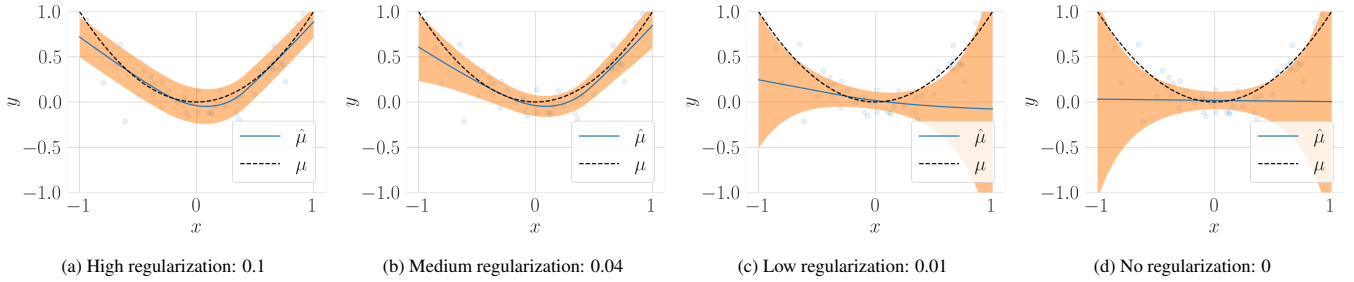 1.0
0.5
0.0
−0.5
−1.0
y
μ̂
μ
−1 0 1
x
(a) High regularization: 0.1
1.0
0.5
0.0
−0.5
−1.0
y
μ̂
μ
−1 0 1
x
(b) Medium regularization: 0.04
1.0
0.5
0.0
−0.5
−1.0
y
μ̂
μ
−1 0 1
x
(c) Low regularization: 0.01
1.0
0.5
0.0
−0.5
−1.0
y
μ̂
μ
−1 0 1
x
(d) No regularization: 0